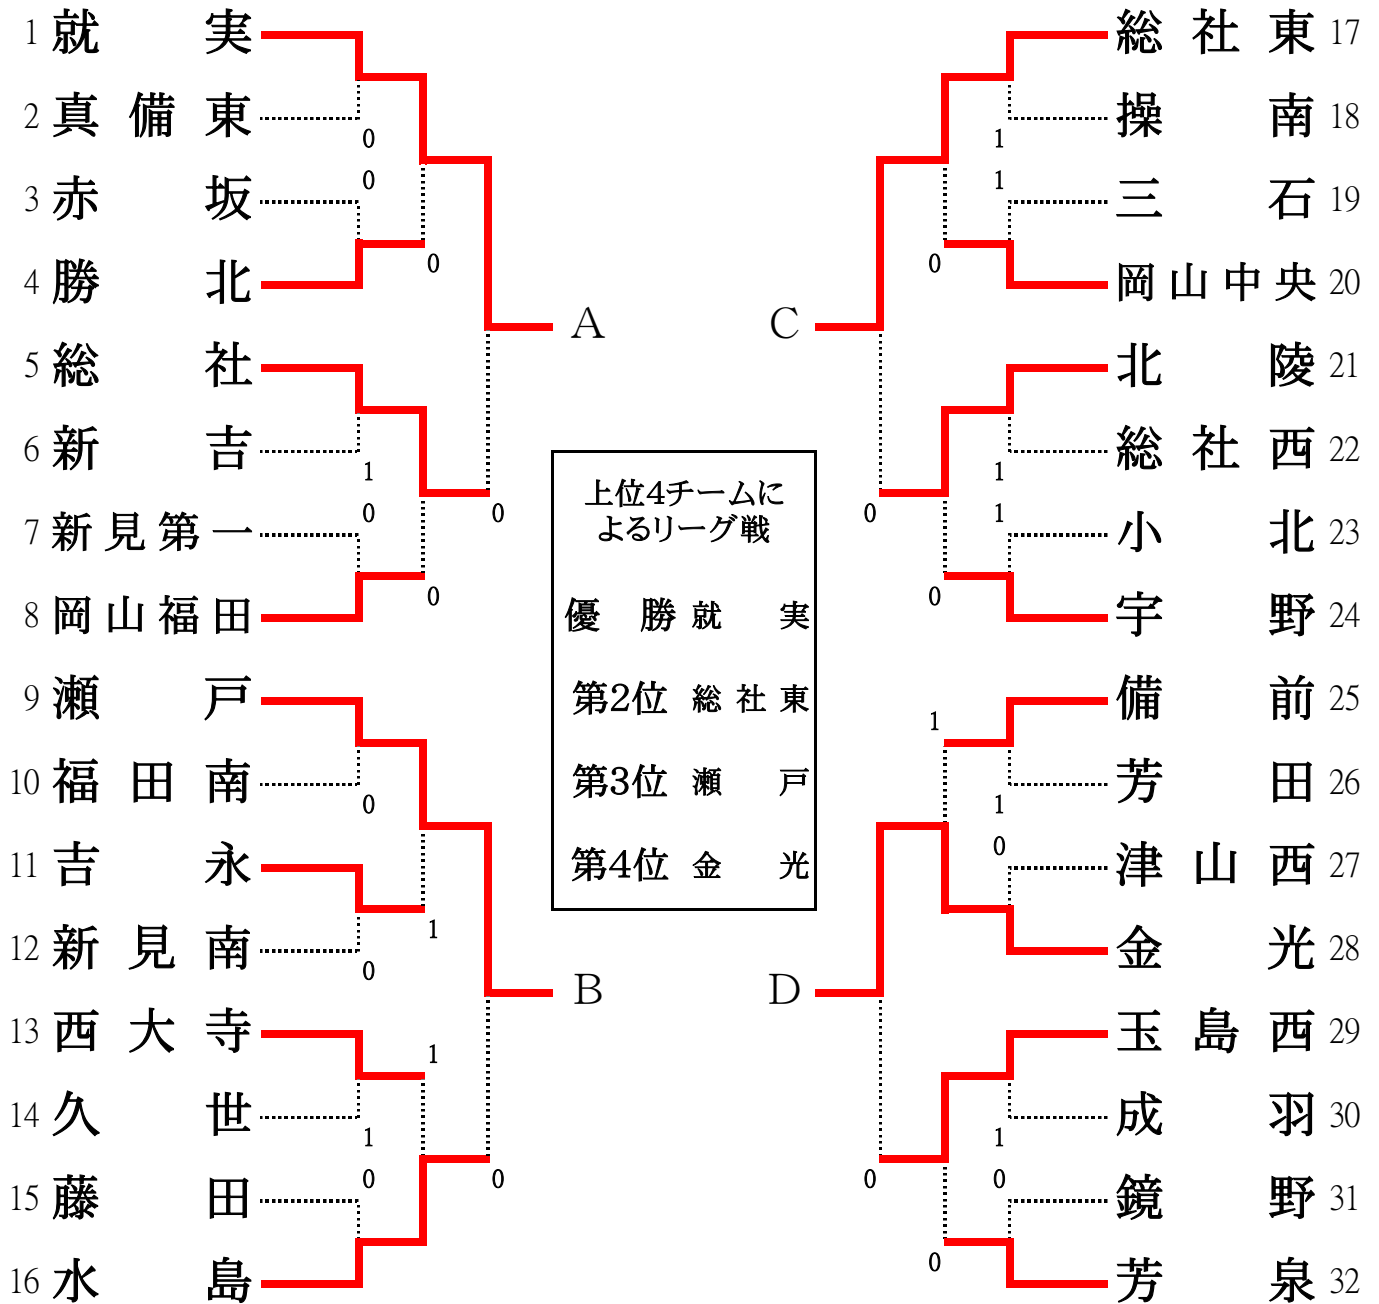 1 就実
2 真備東
0
0
3 赤坂
4 勝北
0
5 総社
6 新吉
1
0
7 新見第一
8 岡山福田
0
0
A
9 瀬戸
10 福田南
0
11 吉永
12 新見南
0
1
B
13 西大寺
1
14 久世
1
0
15 藤田
16 水島
0
上位4チームに
よるリーグ戦
優勝 就実
第2位 総社東
第3位 瀬戸
第4位 金光
総社東 17
操南 18
1
1
三石 19
岡山中央 20
0
C
北陵 21
総社西 22
1
1
小北 23
宇野 24
0
0
備前 25
1
芳田 26
1
0
津山西 27
金光 28
D
玉島西 29
成羽 30
1
0
鏡野 31
芳泉 32
0
0